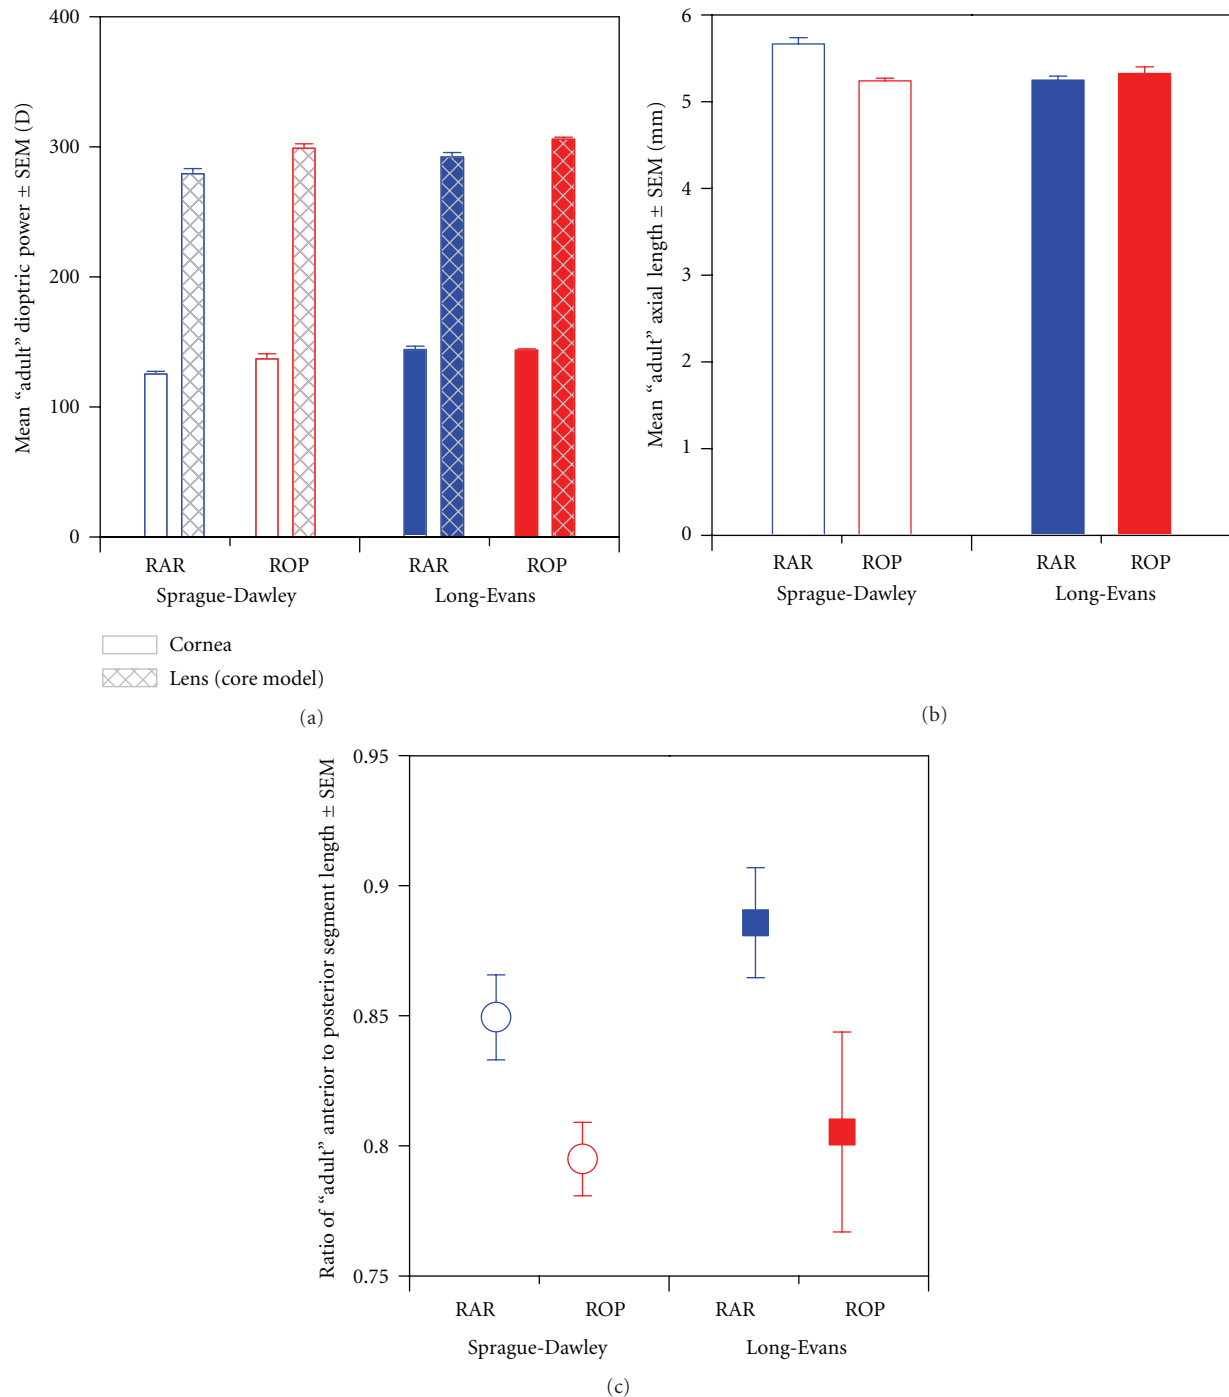 Mean “adult” dioptric power ± SEM (D)
400
300
200
100
0
RAR
ROP
RAR
ROP
Sprague-Dawley
Long-Evans
Cornea
Lens (core model)
(a)
Mean “adult” axial length ± SEM (mm)
6
5
4
3
2
1
0
RAR
ROP
RAR
ROP
Sprague-Dawley
Long-Evans
(b)
Ratio of “adult” anterior to posterior segment length ± SEM
0.95
0.9
0.85
0.8
0.75
RAR
ROP
RAR
ROP
Sprague-Dawley
Long-Evans
(c)